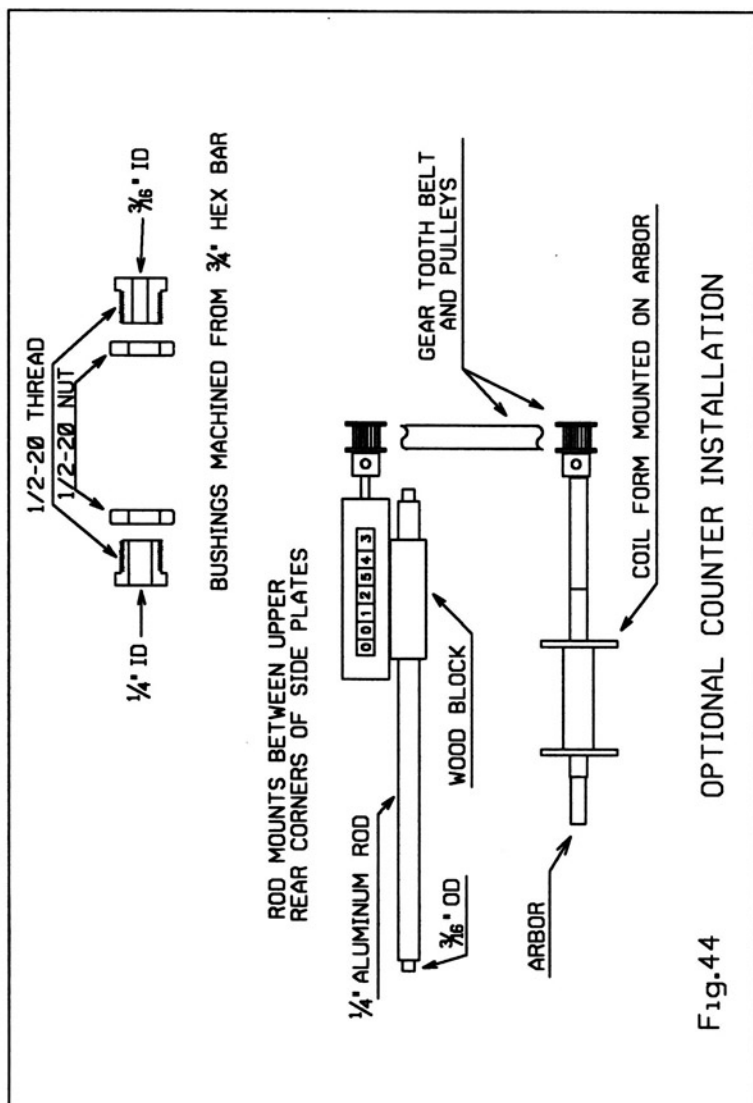 1/2-20 THREAD
1/2-20 NUT
1/4" ID
3/16" ID
BUSHINGS MACHINED FROM 3/4" HEX BAR
ROD MOUNTS BETWEEN UPPER
REAR CORNERS OF SIDE PLATES
1/4" ALUMINUM ROD
0 0 1 2 5 4 3
GEAR TOOTH BELT
AND PULLEYS
3/16" OD
WOOD BLOCK
ARBOR
COIL FORM MOUNTED ON ARBOR
Fig.44
OPTIONAL COUNTER INSTALLATION